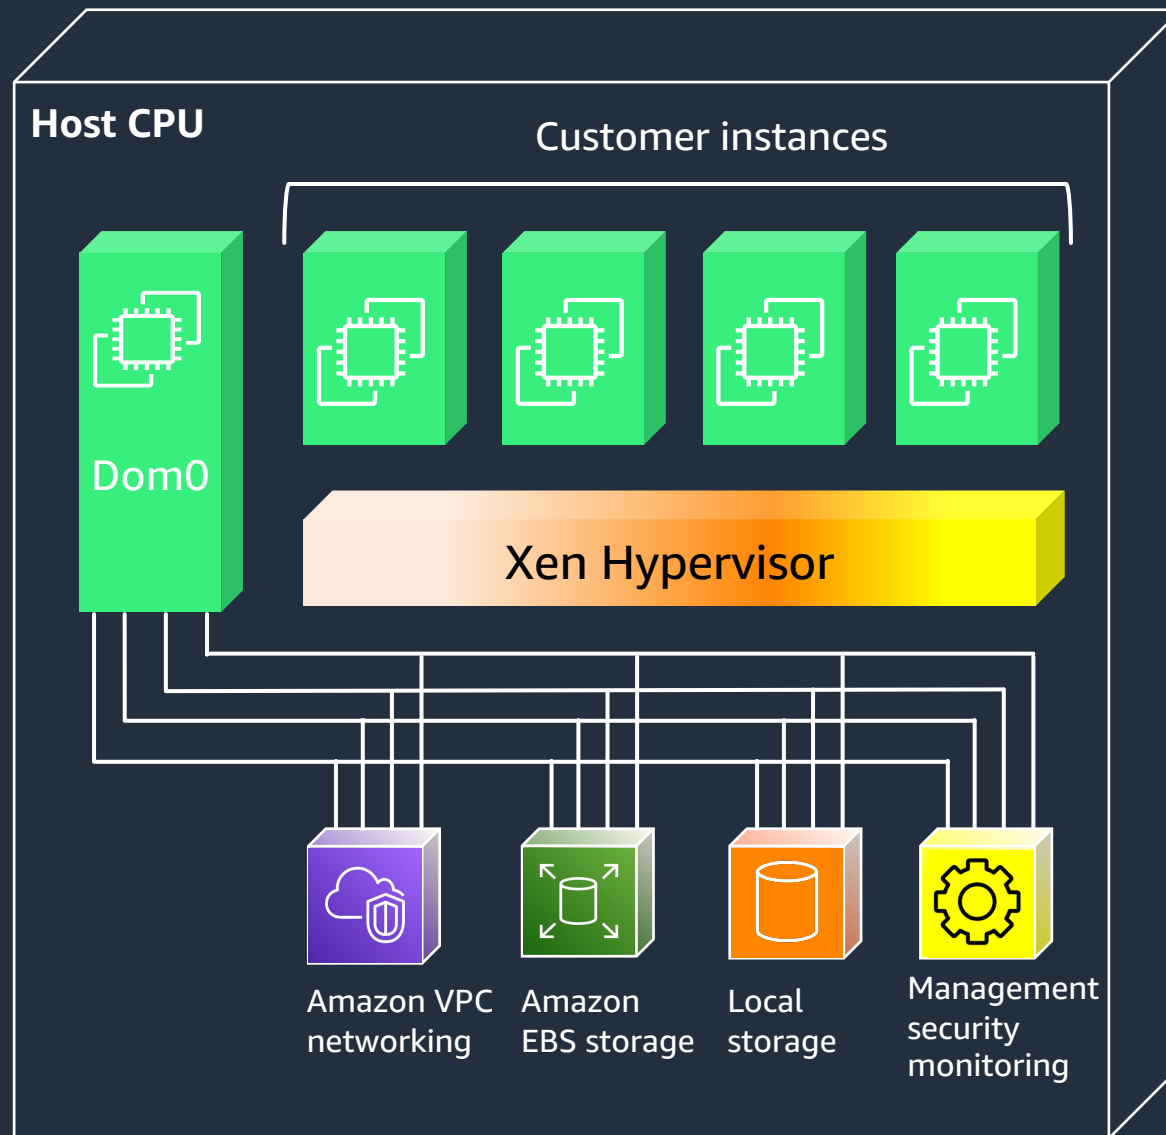 Host CPU
Customer instances
Dom0
Xen Hypervisor
Amazon VPC
networking
Amazon
EBS storage
Local
storage
Management
security
monitoring